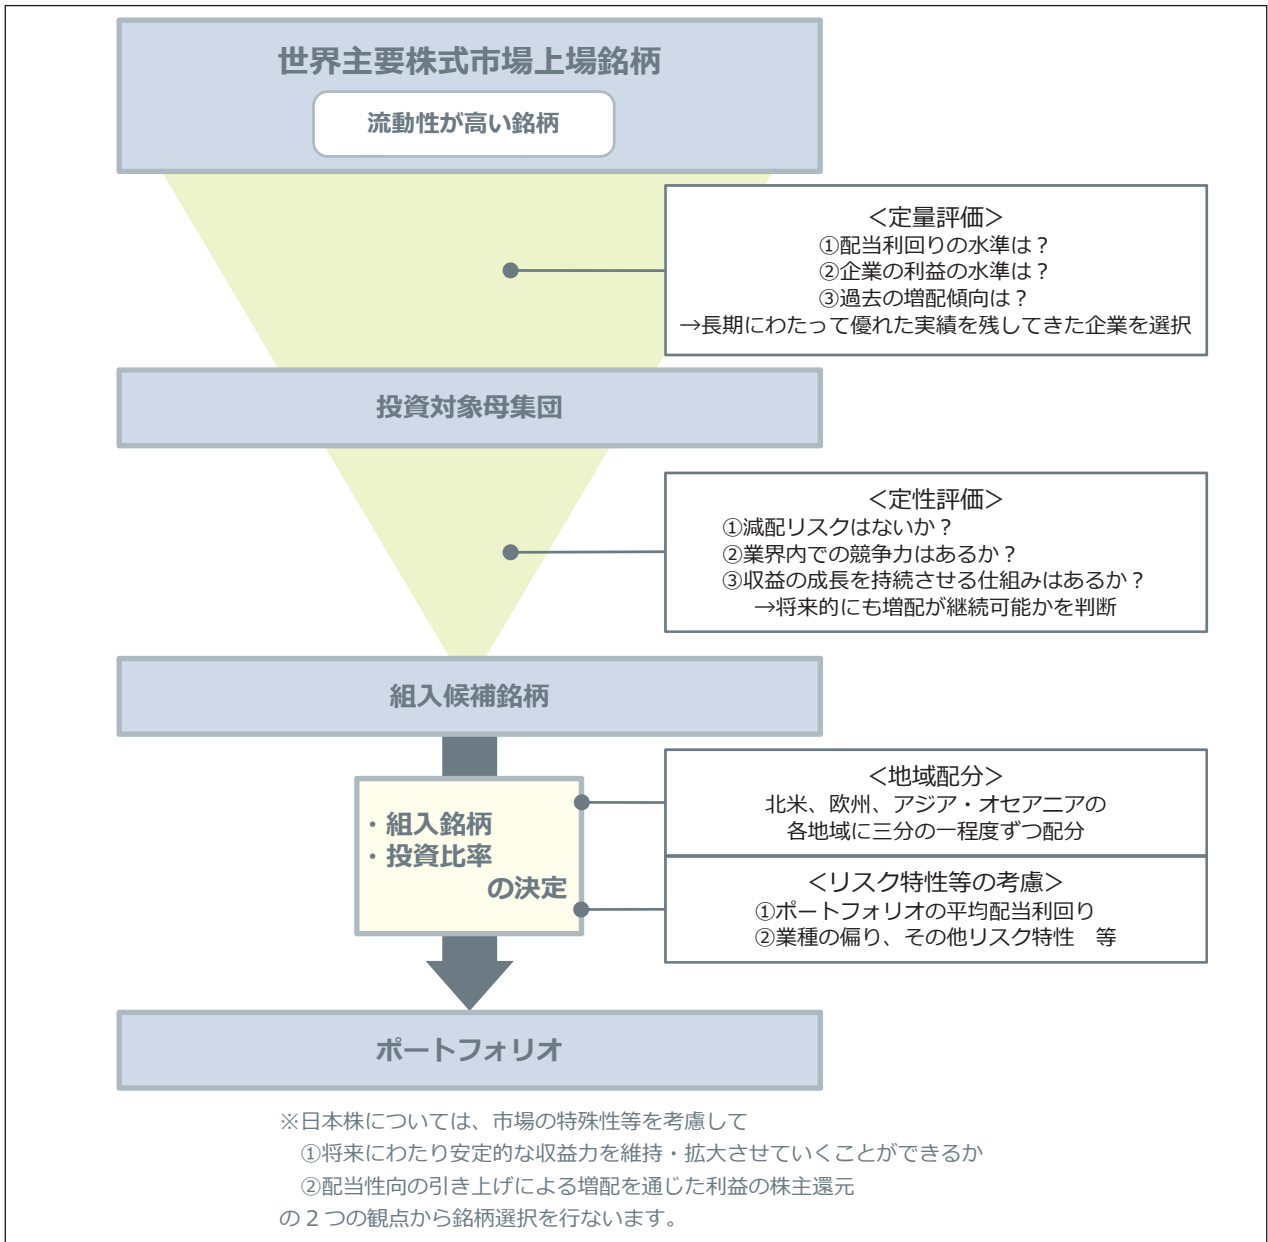 世界主要株式市場上場銘柄
流動性が高い銘柄
＜定量評価＞
①配当利回りの水準は？
②企業の利益の水準は？
③過去の増配傾向は？
→長期にわたって優れた実績を残してきた企業を選択
投資対象母集団
＜定性評価＞
①減配リスクはないか？
②業界内での競争力はあるか？
③収益の成長を持続させる仕組みはあるか？
→将来的にも増配が継続可能かを判断
組入候補銘柄
＜地域配分＞
北米、欧州、アジア・オセアニアの
各地域に三分の一程度ずつ配分
・組入銘柄
・投資比率
の決定
＜リスク特性等の考慮＞
①ポートフォリオの平均配当利回り
②業種の偏り、その他リスク特性　等
ポートフォリオ
※日本株については、市場の特殊性等を考慮して
①将来にわたり安定的な収益力を維持・拡大させていくことができるか
②配当性向の引き上げによる増配を通じた利益の株主還元
の２つの観点から銘柄選択を行ないます。